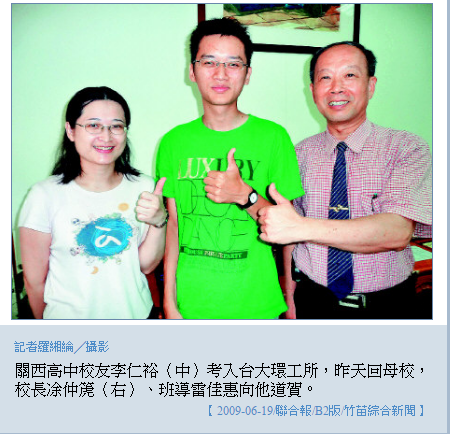 LUXURY
記者羅緗綸╱攝影
關西高中校友李仁裕（中）考入台大環工所，昨天回母校，
校長凃仲箎（右）、班導雷佳惠向他道賀。
【 2009-06-19/聯合報/B2版/竹苗綜合新聞 】